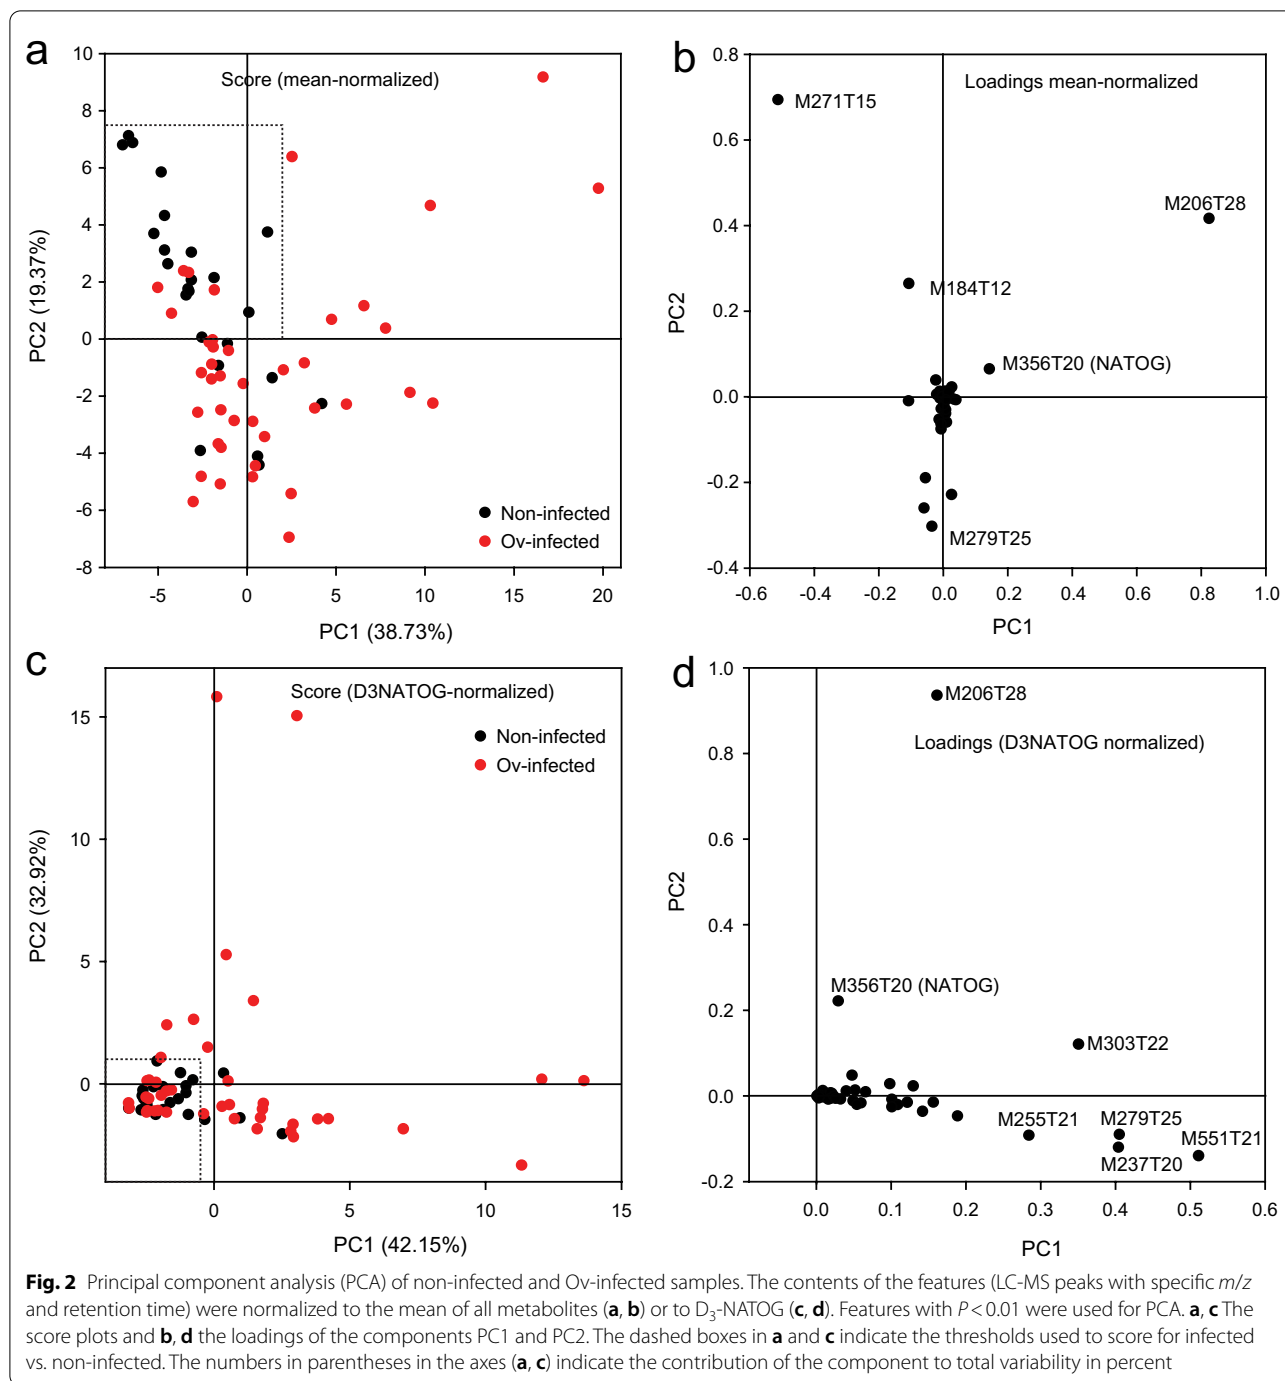 a
Score (mean-normalized)
10
8
6
4
2
0
-2
-4
-6
-8
PC2 (19.37%)
Non-infected
Ov-infected
-5
0
5
10
15
20
PC1 (38.73%)
b
Loadings mean-normalized
0.8
0.6
0.4
0.2
0.0
-0.2
-0.4
PC2
M271T15
M206T28
M184T12
M356T20 (NATOG)
M279T25
-0.6
-0.4
-0.2
0.0
0.2
0.4
0.6
0.8
1.0
PC1
c
Score (D3NATOG-normalized)
15
10
5
0
PC2 (32.92%)
Non-infected
Ov-infected
0
5
10
15
PC1 (42.15%)
d
1.0
0.8
0.6
0.4
0.2
0.0
-0.2
PC2
M206T28
Loadings (D3NATOG normalized)
M356T20 (NATOG)
M303T22
M255T21
M279T25
M551T21
M237T20
0.0
0.1
0.2
0.3
0.4
0.5
0.6
PC1
Fig. 2 Principal component analysis (PCA) of non-infected and Ov-infected samples. The contents of the features (LC-MS peaks with specific m/z
and retention time) were normalized to the mean of all metabolites (a, b) or to D₃-NATOG (c, d). Features with P < 0.01 were used for PCA. a, c The
score plots and b, d the loadings of the components PC1 and PC2. The dashed boxes in a and c indicate the thresholds used to score for infected
vs. non-infected. The numbers in parentheses in the axes (a, c) indicate the contribution of the component to total variability in percent